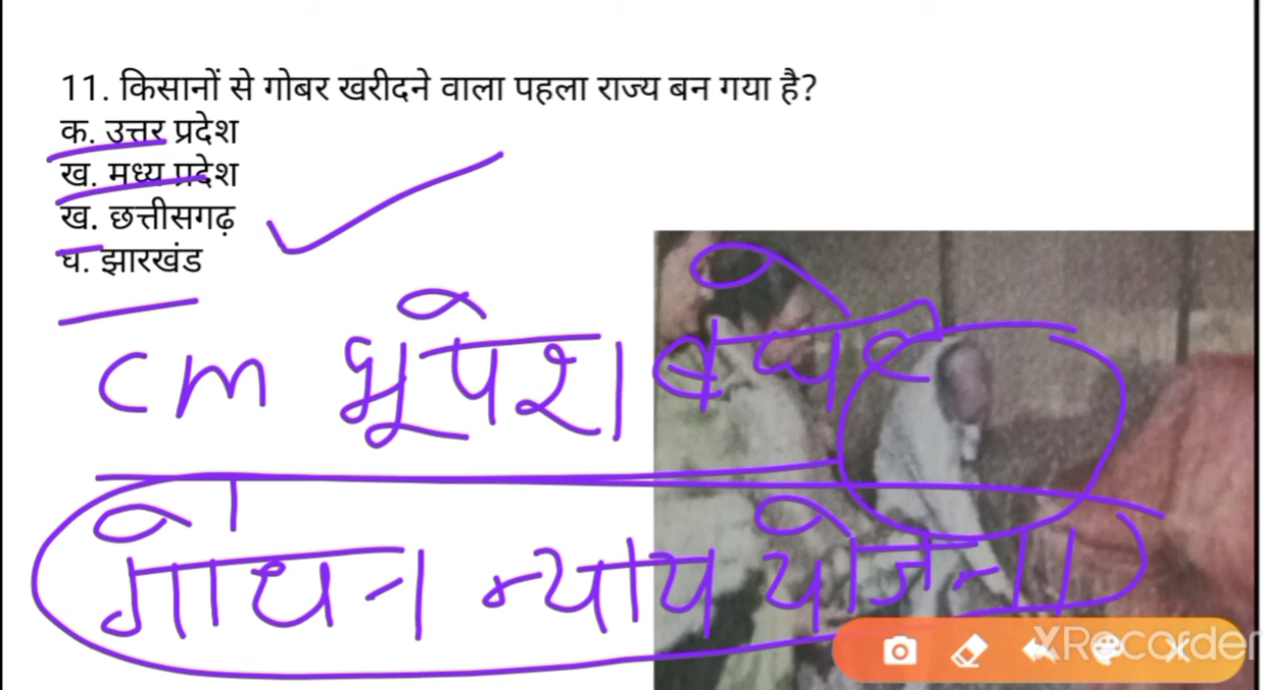 11. किसानों से गोबर खरीदने वाला पहला राज्य बन गया है?
क. उत्तर प्रदेश
ख. मध्य प्रदेश
ख. छत्तीसगढ़
घ. झारखंड
cm भूपेश बघेल
गोधन न्याय योजना
XRecorder